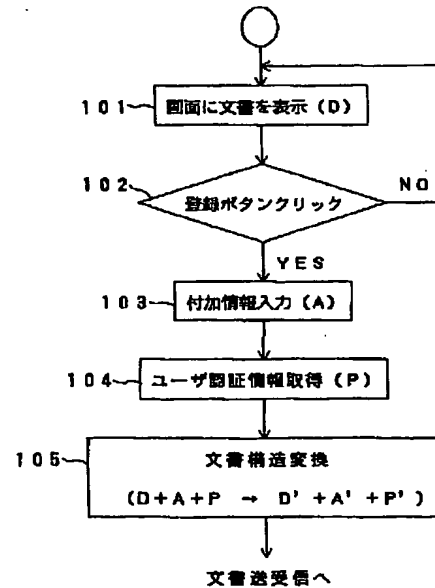 101
画面に文書を表示(D)
102
登録ボタンクリック
NO
YES
103
付加情報入力(A)
104
ユーザ認証情報取得(P)
105
文書構造変換
(D+A+P → D'+A'+P')
文書送受信へ